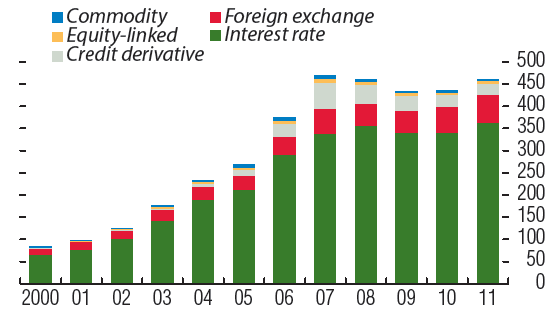 Commodity
Foreign exchange
Equity-linked
Interest rate
Credit derivative
500
450
400
350
300
250
200
150
100
50
0
2000 01 02 03 04 05 06 07 08 09 10 11